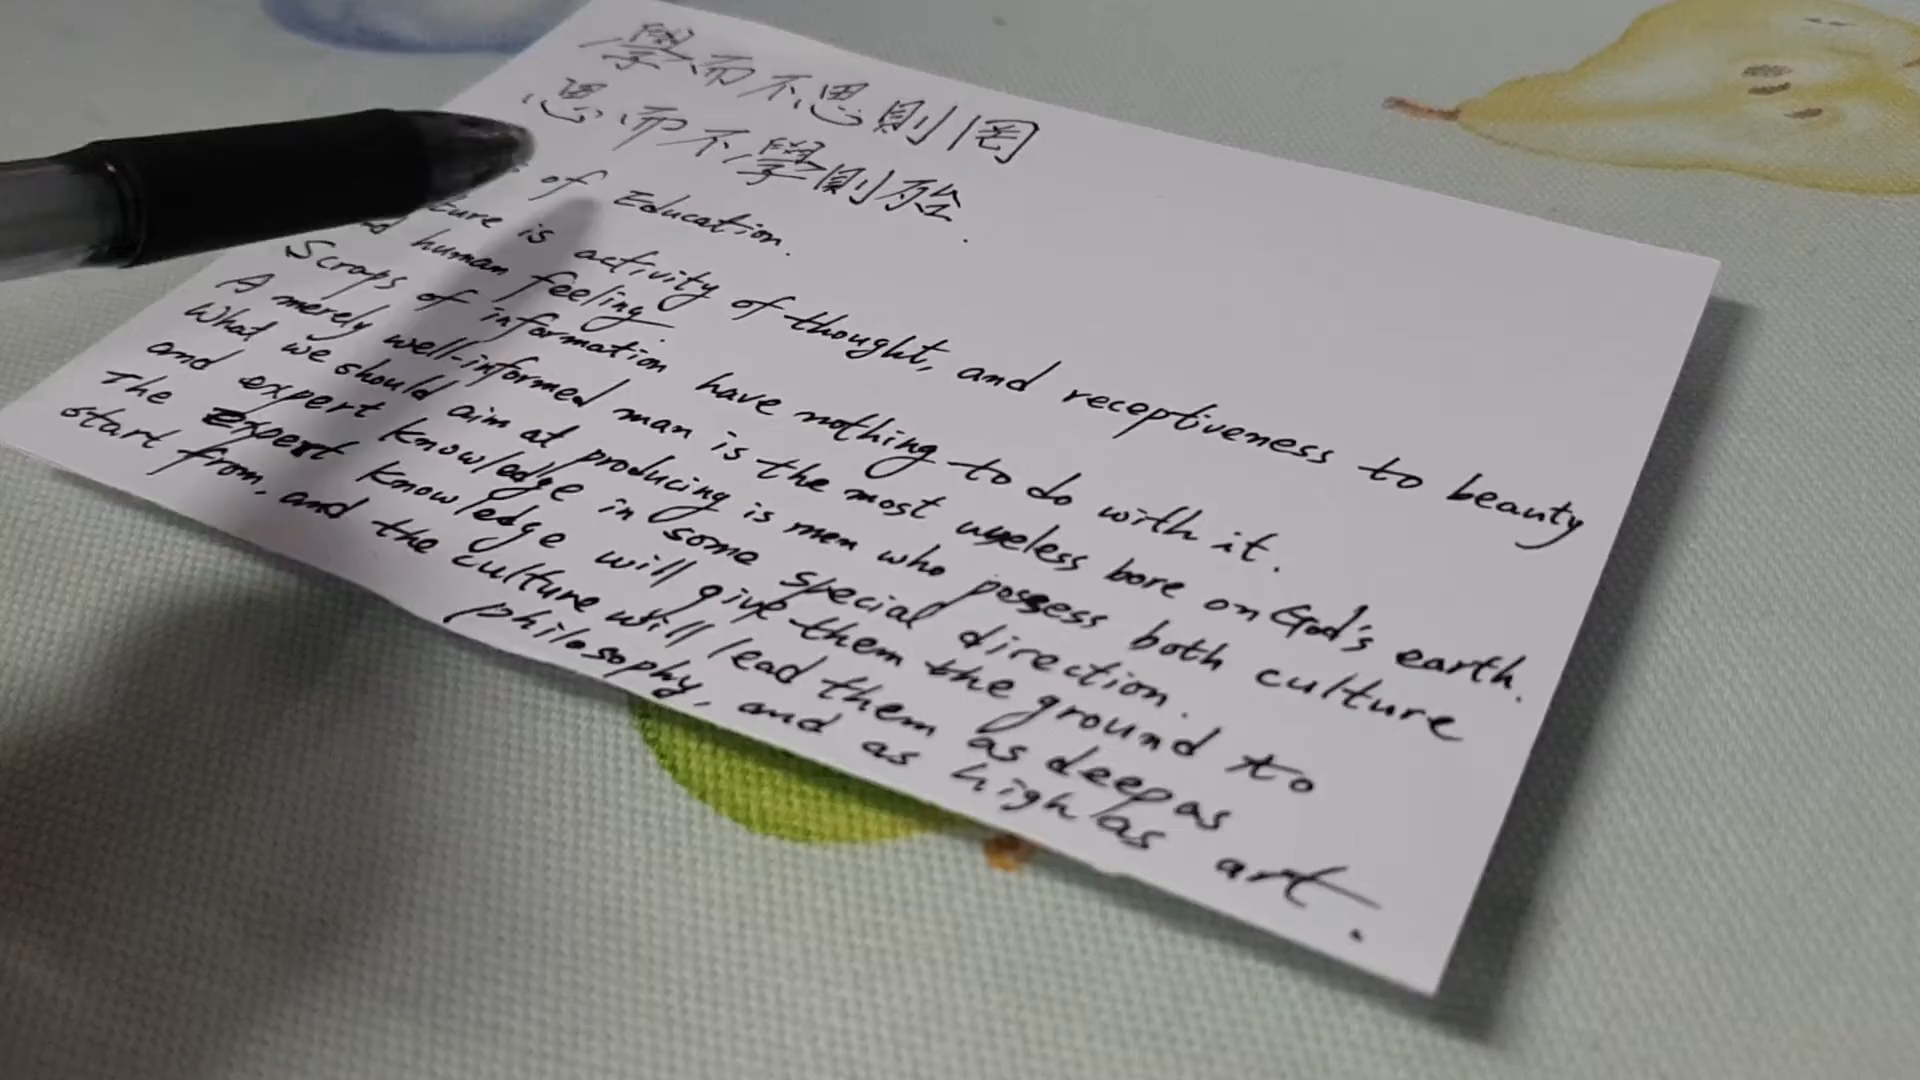 學而不思則罔
思而不學則殆.
of Education.
ture is activity of thought, and receptiveness to beauty
human feeling.
Scraps of information have nothing to do with it.
A merely well-informed man is the most useless bore on God's earth.
What we should aim at producing is men who possess both culture
and expert knowledge in some special direction.
The Expert knowledge will give them the ground to
start from, and the culture will lead them as deep as
philosophy, and as high as art.